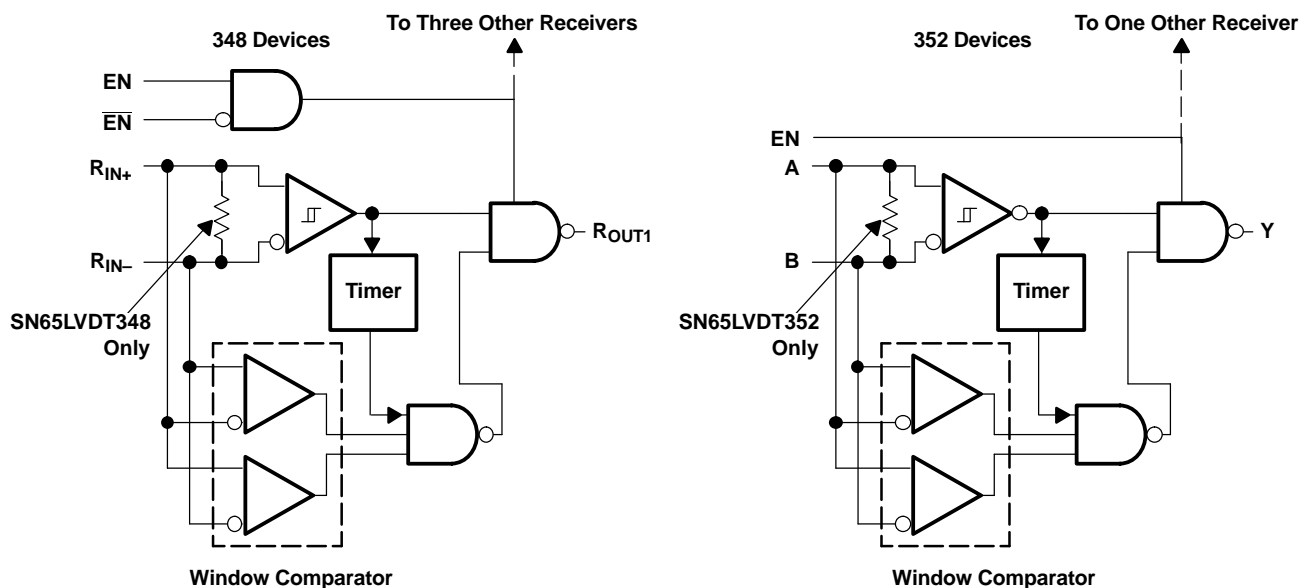 348 Devices
To Three Other Receivers
EN
EN
RIN+
RIN–
SN65LVDT348
Only
Timer
ROUT1
Window Comparator
352 Devices
To One Other Receiver
EN
A
B
SN65LVDT352
Only
Timer
Y
Window Comparator